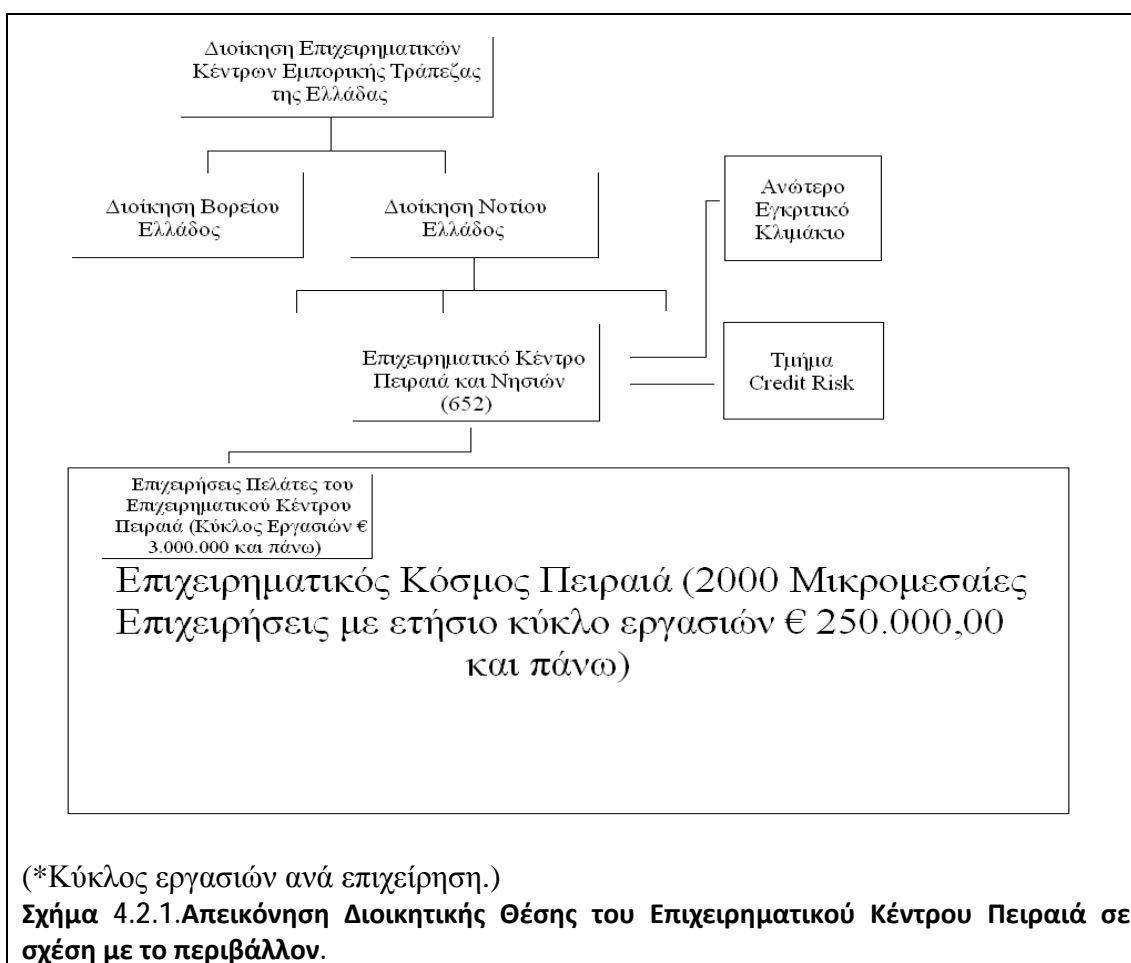 Διοίκηση Επιχειρηματικών
Κέντρων Εμπορικής Τράπεζας
της Ελλάδας
Διοίκηση Βορείου
Ελλάδος
Διοίκηση Νοτίου
Ελλάδος
Ανώτερο
Εγκριτικό
Κλιμάκιο
Επιχειρηματικό Κέντρο
Πειραιά και Νησιών
(652)
Τμήμα
Credit Risk
Επιχειρήσεις Πελάτες του
Επιχειρηματικού Κέντρου
Πειραιά (Κύκλος Εργασιών €
3.000.000 και πάνω)
Επιχειρηματικός Κόσμος Πειραιά (2000 Μικρομεσαίες
Επιχειρήσεις με ετήσιο κύκλο εργασιών € 250.000,00
και πάνω)
(*Κύκλος εργασιών ανά επιχείρηση.)
Σχήμα 4.2.1.Απεικόνηση Διοικητικής Θέσης του Επιχειρηματικού Κέντρου Πειραιά σε
σχέση με το περιβάλλον.